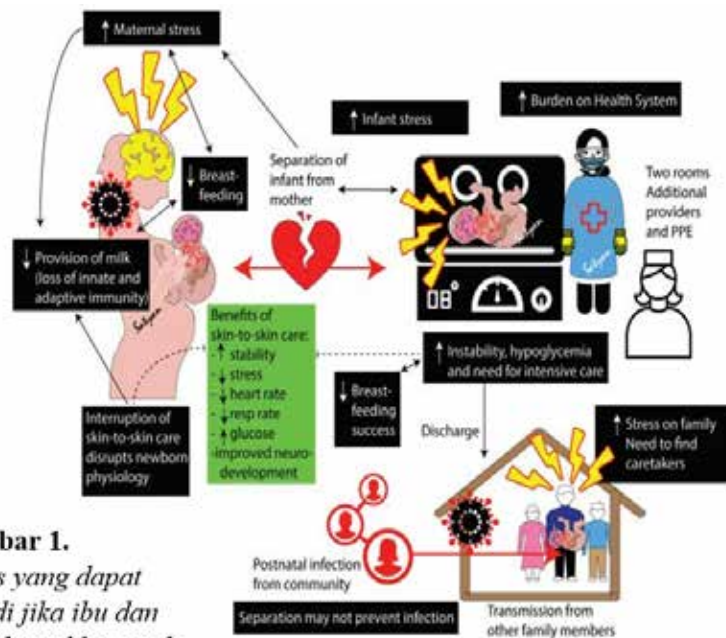 ↑ Maternal stress
↓ Breast-
feeding
↓ Provision of milk
(loss of innate and
adaptive immunity)
Interruption of
skin-to-skin care
disrupts newborn
physiology
Separation of
infant from
mother
↑ Infant stress
↑ Burden on Health System
Two rooms
Additional
providers
and PPE
Benefits of
skin-to-skin care:
-↑ stability
-↓ stress
-↓ heart rate
-↓ resp rate
-↑ glucose
-improved neuro-
development
↑ Instability, hypoglycemia
and need for intensive care
↓ Breast-
feeding
success
Discharge
↑ Stress on family
Need to find
caretakers
Postnatal infection
from community
Separation may not prevent infection
Transmission from
other family members
bar 1.
s yang dapat
di jika ibu dan